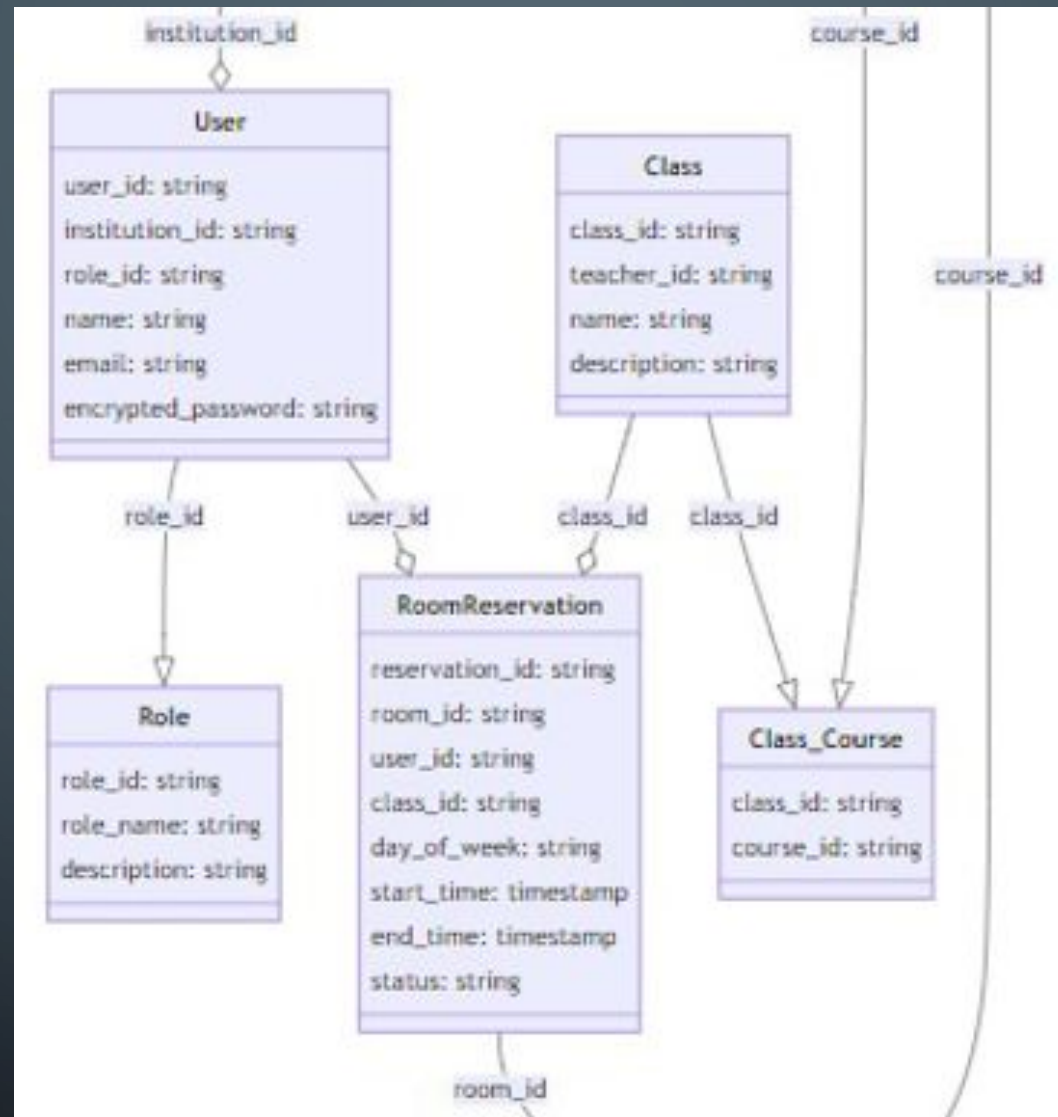 institution_id
course_id
User
user_id: string
institution_id: string
role_id: string
name: string
email: string
encrypted_password: string
Class
class_id: string
teacher_id: string
name: string
description: string
course_id
role_id
user_id
class_id
class_id
RoomReservation
reservation_id: string
room_id: string
user_id: string
class_id: string
day_of_week: string
start_time: timestamp
end_time: timestamp
status: string
Role
role_id: string
role_name: string
description: string
Class_Course
class_id: string
course_id: string
room_id